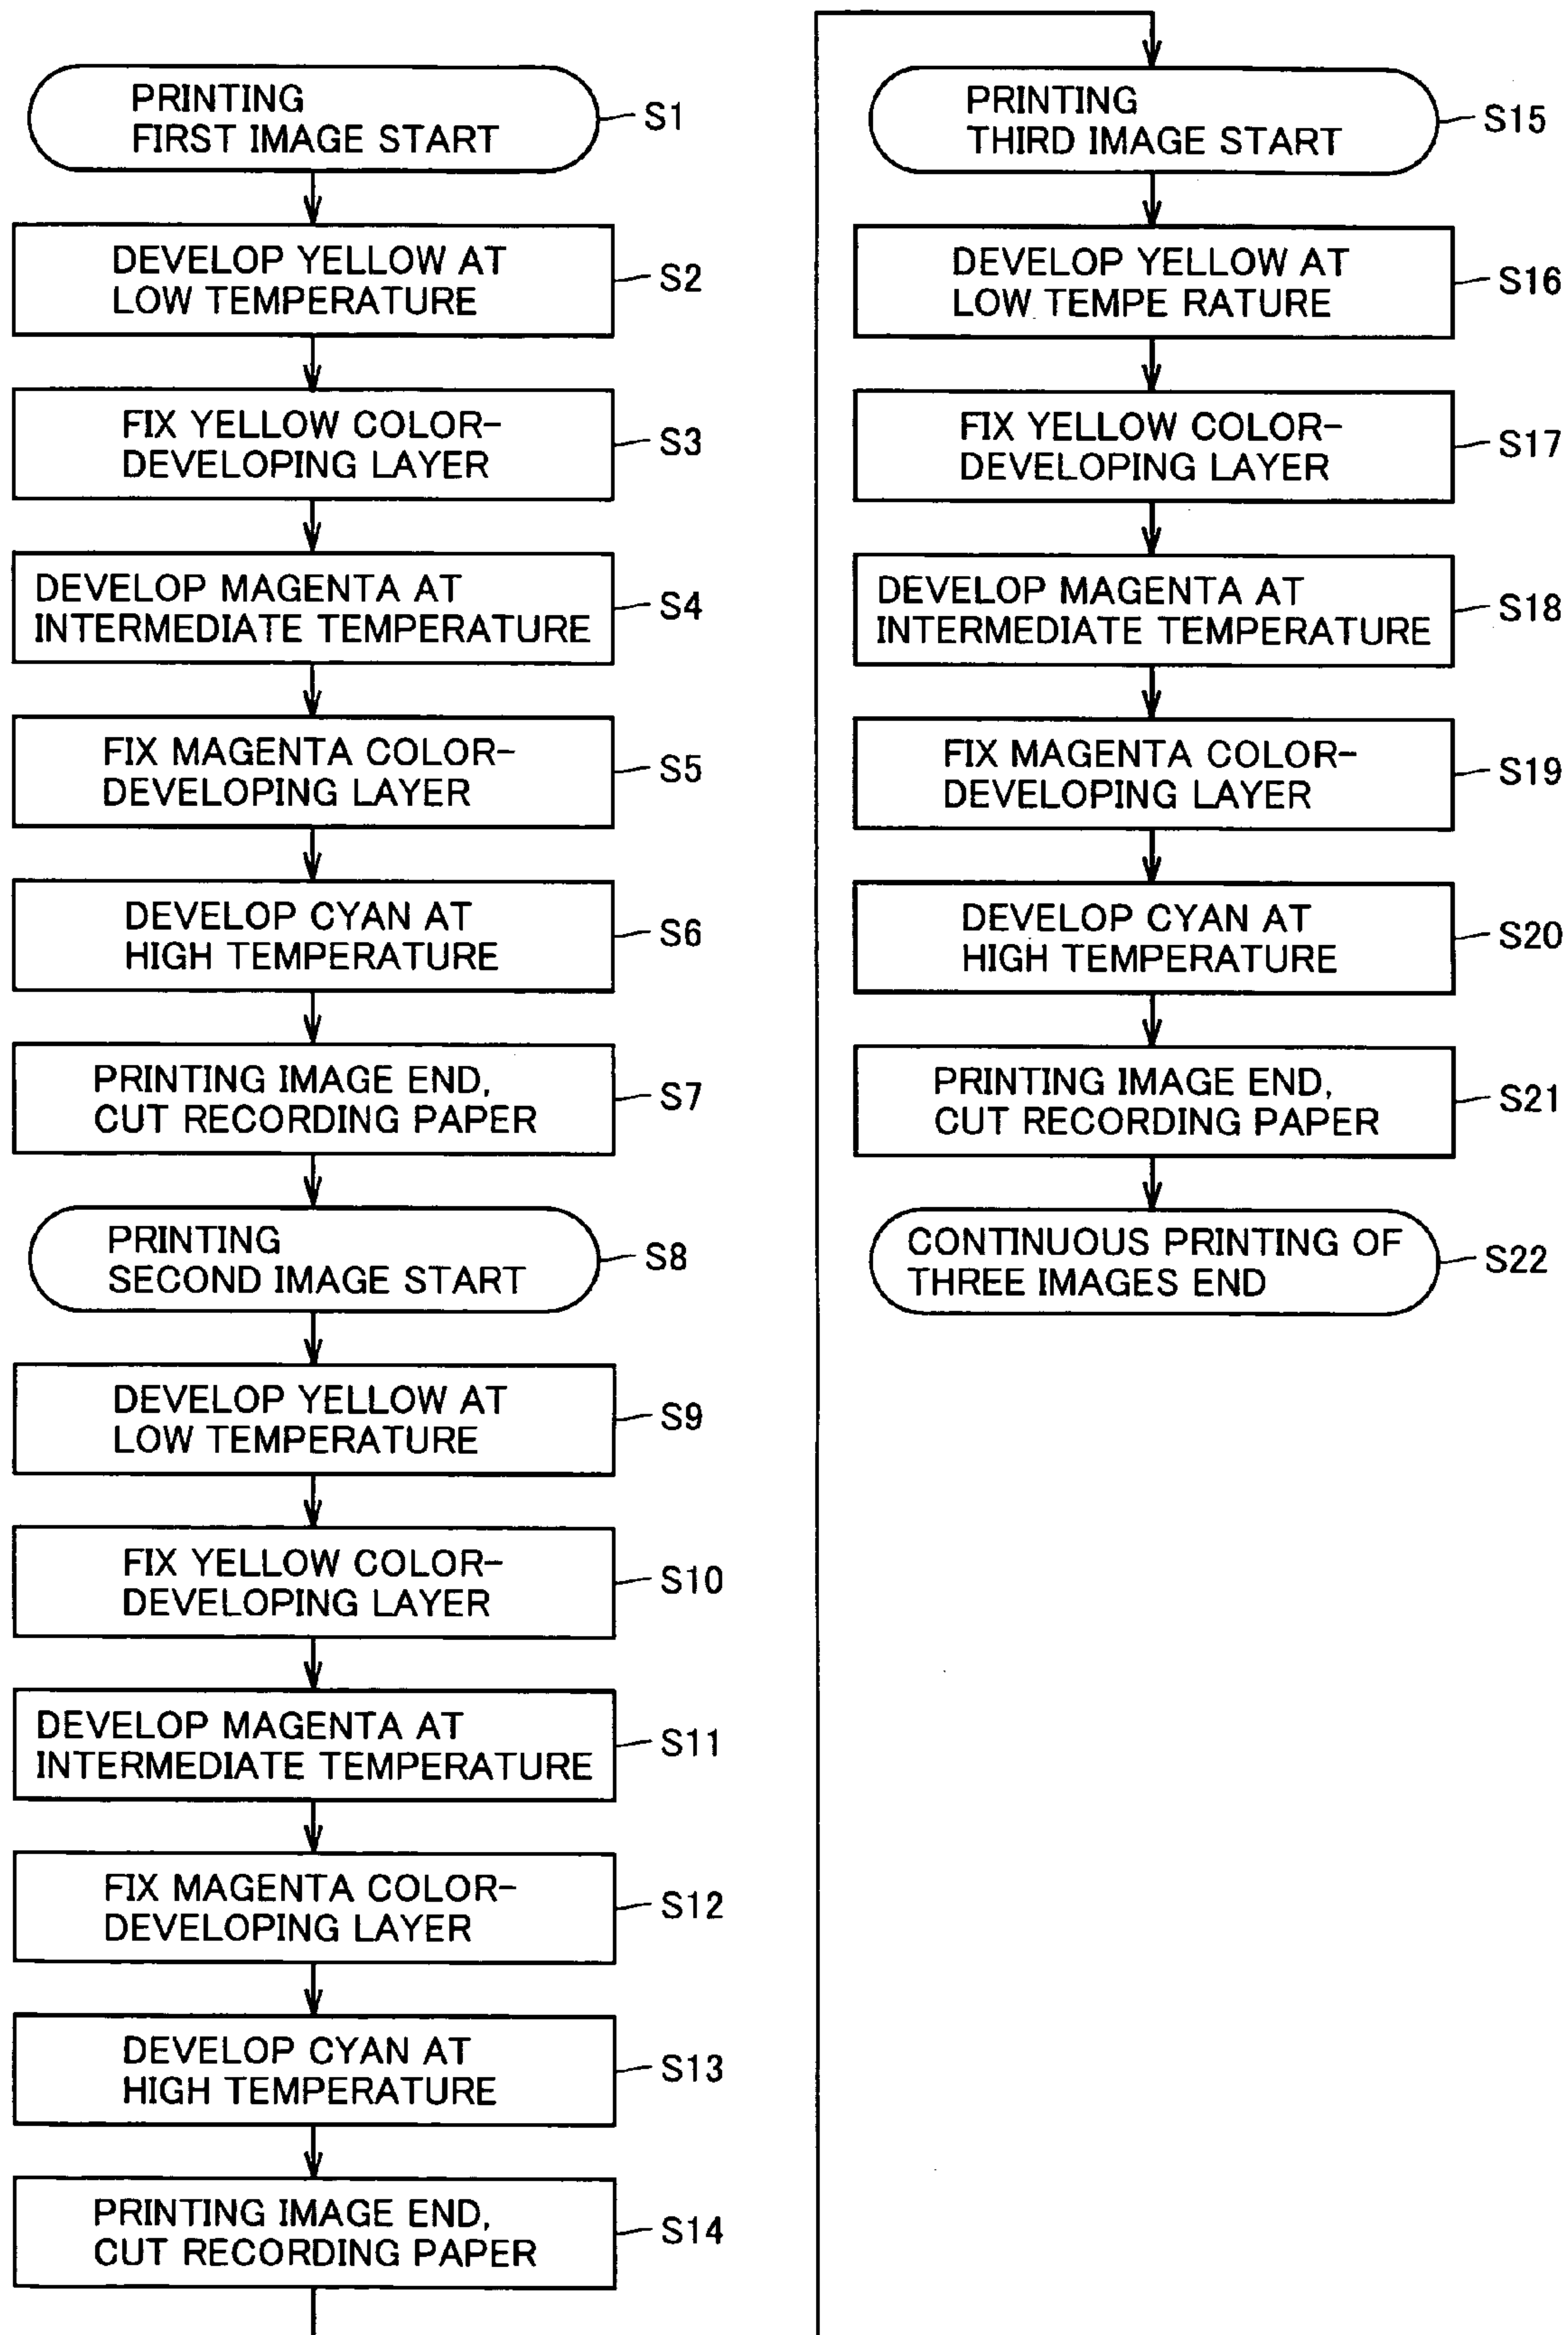 PRINTING
FIRST IMAGE START
S1
DEVELOP YELLOW AT
LOW TEMPERATURE
S2
FIX YELLOW COLOR-
DEVELOPING LAYER
S3
DEVELOP MAGENTA AT
INTERMEDIATE TEMPERATURE
S4
FIX MAGENTA COLOR-
DEVELOPING LAYER
S5
DEVELOP CYAN AT
HIGH TEMPERATURE
S6
PRINTING IMAGE END,
CUT RECORDING PAPER
S7
PRINTING
SECOND IMAGE START
S8
DEVELOP YELLOW AT
LOW TEMPERATURE
S9
FIX YELLOW COLOR-
DEVELOPING LAYER
S10
DEVELOP MAGENTA AT
INTERMEDIATE TEMPERATURE
S11
FIX MAGENTA COLOR-
DEVELOPING LAYER
S12
DEVELOP CYAN AT
HIGH TEMPERATURE
S13
PRINTING IMAGE END,
CUT RECORDING PAPER
S14
PRINTING
THIRD IMAGE START
S15
DEVELOP YELLOW AT
LOW TEMPE RATURE
S16
FIX YELLOW COLOR-
DEVELOPING LAYER
S17
DEVELOP MAGENTA AT
INTERMEDIATE TEMPERATURE
S18
FIX MAGENTA COLOR-
DEVELOPING LAYER
S19
DEVELOP CYAN AT
HIGH TEMPERATURE
S20
PRINTING IMAGE END,
CUT RECORDING PAPER
S21
CONTINUOUS PRINTING OF
THREE IMAGES END
S22